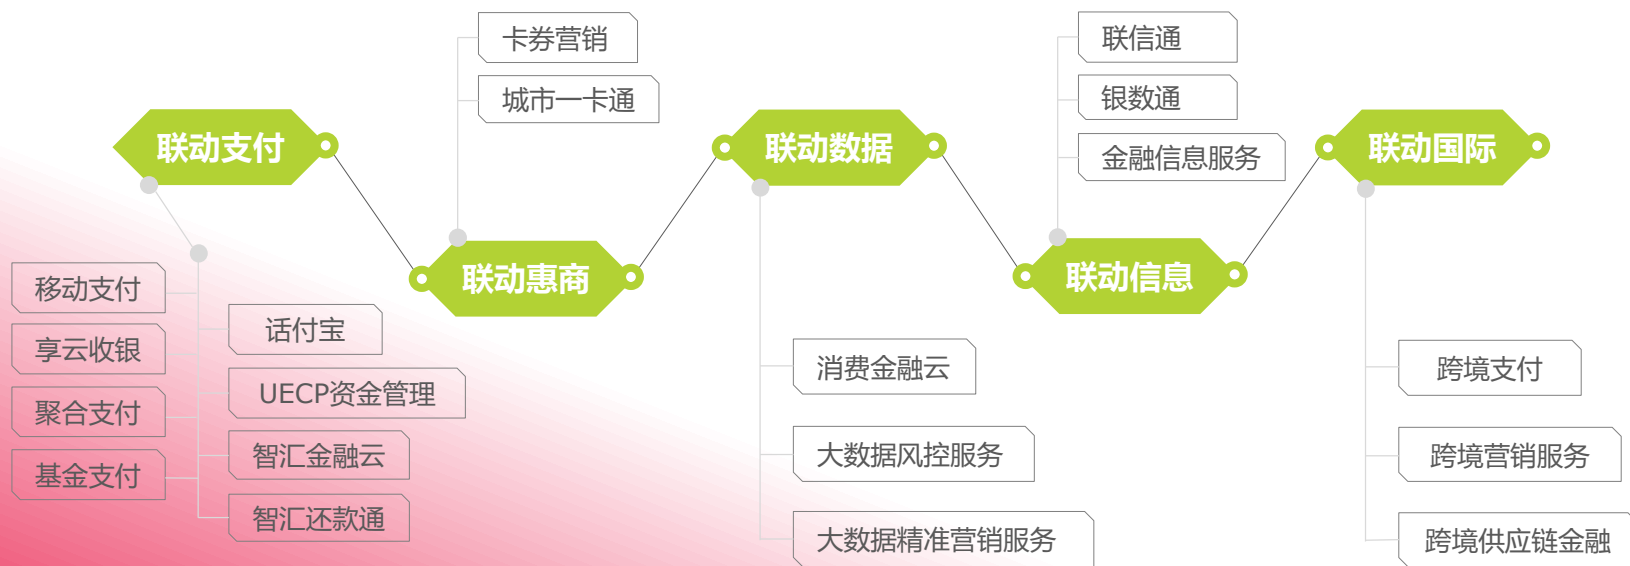 联动支付
移动支付
享云收银
聚合支付
基金支付
话付宝
UECP资金管理
智汇金融云
智汇还款通
卡券营销
城市一卡通
联动惠商
联动数据
消费金融云
大数据风控服务
大数据精准营销服务
联信通
银数通
金融信息服务
联动信息
联动国际
跨境支付
跨境营销服务
跨境供应链金融